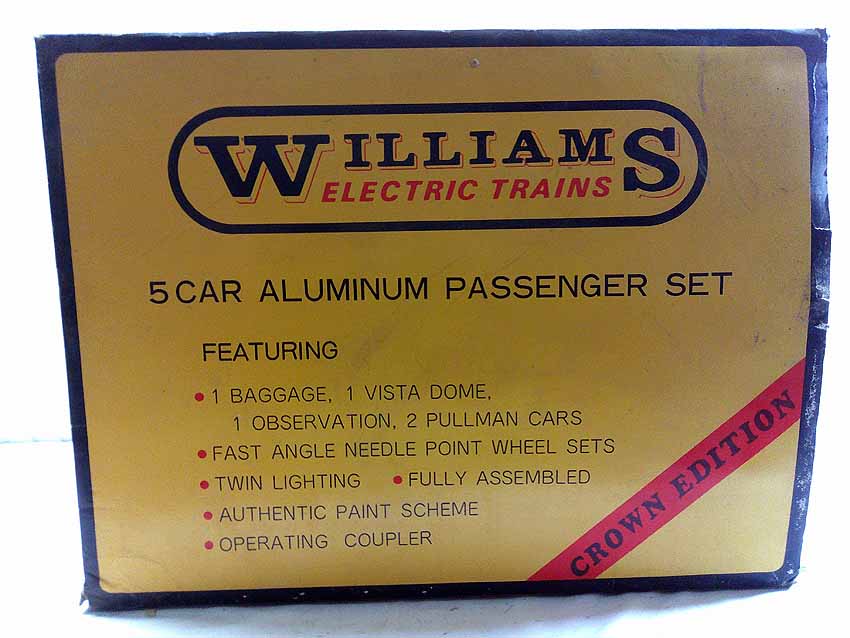 WILLIAMS
ELECTRIC TRAINS
5 CAR ALUMINUM PASSENGER SET
FEATURING
• 1 BAGGAGE, 1 VISTA DOME,
1 OBSERVATION, 2 PULLMAN CARS
• FAST ANGLE NEEDLE POINT WHEEL SETS
• TWIN LIGHTING • FULLY ASSEMBLED
• AUTHENTIC PAINT SCHEME
• OPERATING COUPLER
CROWN EDITION